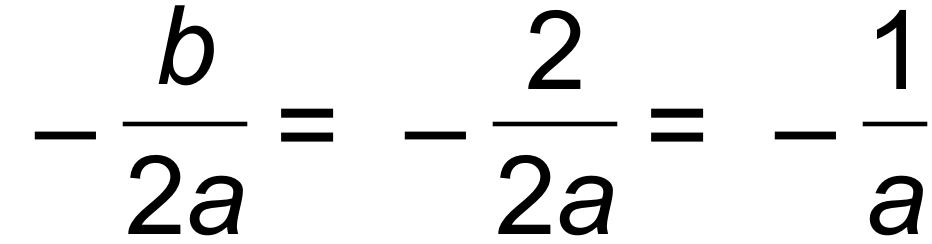 − b/2a = − 2/2a = − 1/a